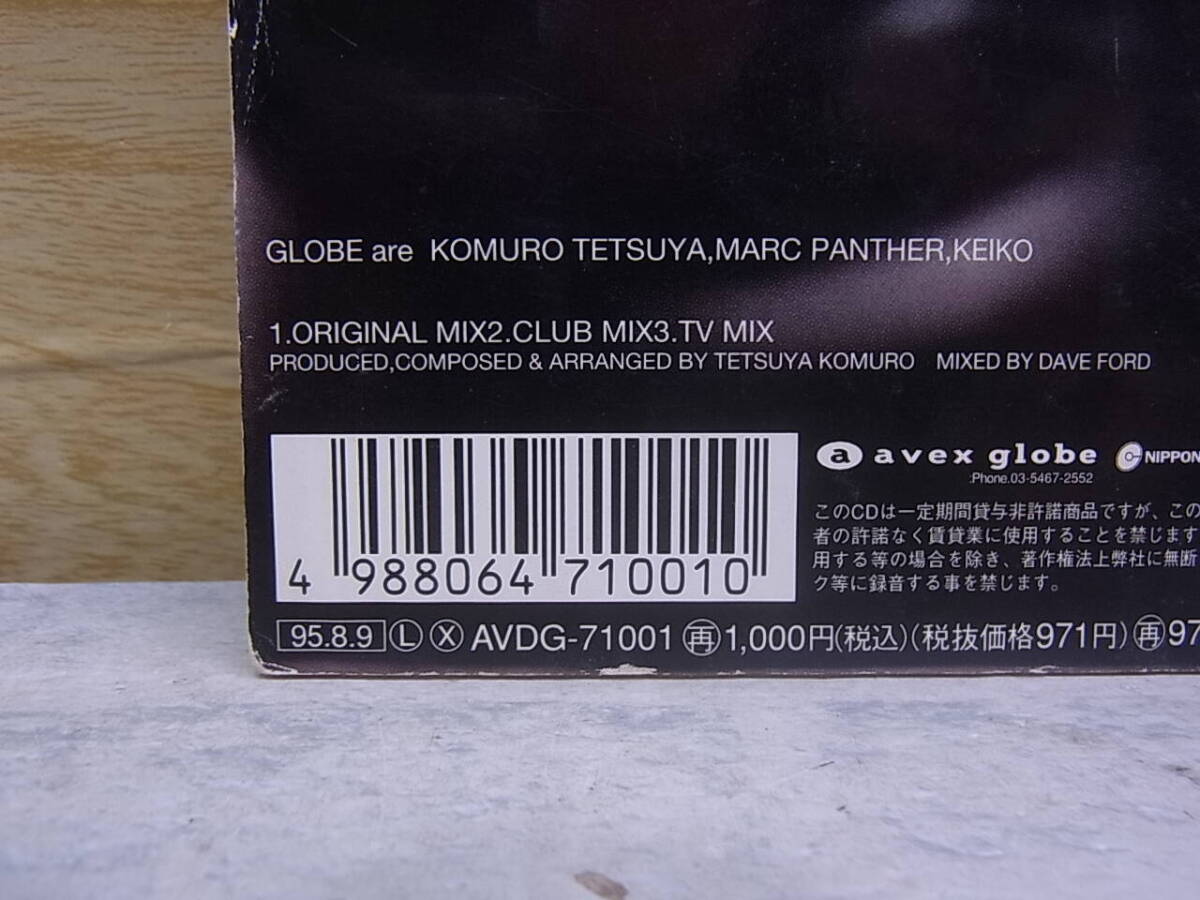 GLOBE are KOMURO TETSUYA,MARC PANTHER,KEIKO
1.ORIGINAL MIX2.CLUB MIX3.TV MIX
PRODUCED,COMPOSED & ARRANGED BY TETSUYA KOMURO MIXED BY DAVE FORD
a avex globe NIPPON
:Phone.03-5467-2552
このCDは一定期間貸与非許諾商品ですが、この
者の許諾なく賃貸業に使用することを禁じます
用する等の場合を除き、著作権法上弊社に無断
ク等に録音する事を禁じます。
4 988064 710010
95.8.9 Ⓛ Ⓧ AVDG-71001 ㊢1,000円(税込)(税抜価格971円)